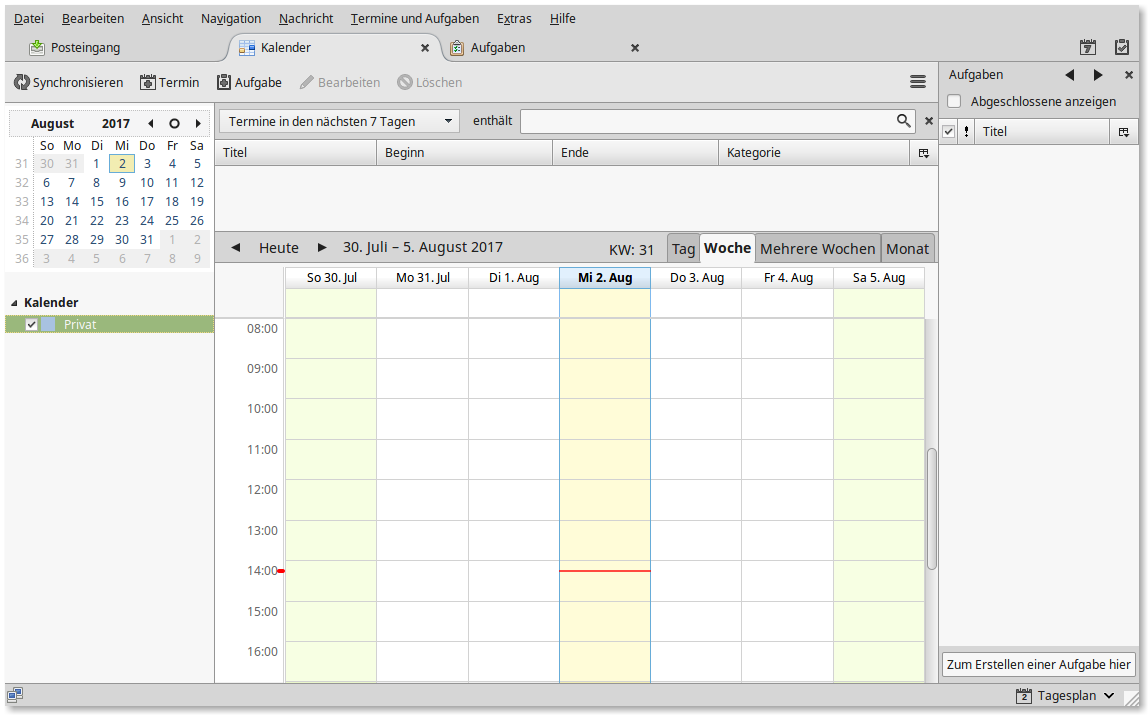 Datei Bearbeiten Ansicht Navigation Nachricht Termine und Aufgaben Extras Hilfe
Posteingang Kalender Aufgaben
7
Synchronisieren Termin Aufgabe Bearbeiten Löschen
August 2017
So Mo Di Mi Do Fr Sa
31 30 31 1 2 3 4 5
32 6 7 8 9 10 11 12
33 13 14 15 16 17 18 19
34 20 21 22 23 24 25 26
35 27 28 29 30 31 1 2
36 3 4 5 6 7 8 9
Kalender
Privat
Termine in den nächsten 7 Tagen enthält
Titel Beginn Ende Kategorie
Heute 30. Juli – 5. August 2017 KW: 31 Tag Woche Mehrere Wochen Monat
So 30. Jul Mo 31. Jul Di 1. Aug Mi 2. Aug Do 3. Aug Fr 4. Aug Sa 5. Aug
08:00
09:00
10:00
11:00
12:00
13:00
14:00
15:00
16:00
Aufgaben
Abgeschlossene anzeigen
! Titel
Zum Erstellen einer Aufgabe hier
2 Tagesplan